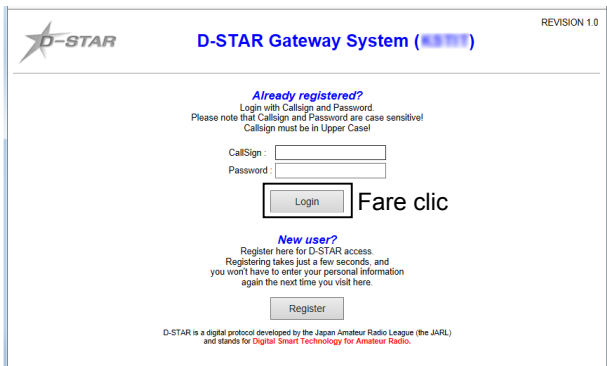 REVISION 1.0
D-STAR
D-STAR Gateway System ( )
Already registered?
Login with Callsign and Password.
Please note that Callsign and Password are case sensitive!
Callsign must be in Upper Case!
CallSign :
Password :
Login
Fare clic
New user?
Register here for D-STAR access.
Registering takes just a few seconds, and
you won't have to enter your personal information
again the next time you visit here.
Register
D-STAR is a digital protocol developed by the Japan Amateur Radio League (the JARL)
and stands for Digital Smart Technology for Amateur Radio.